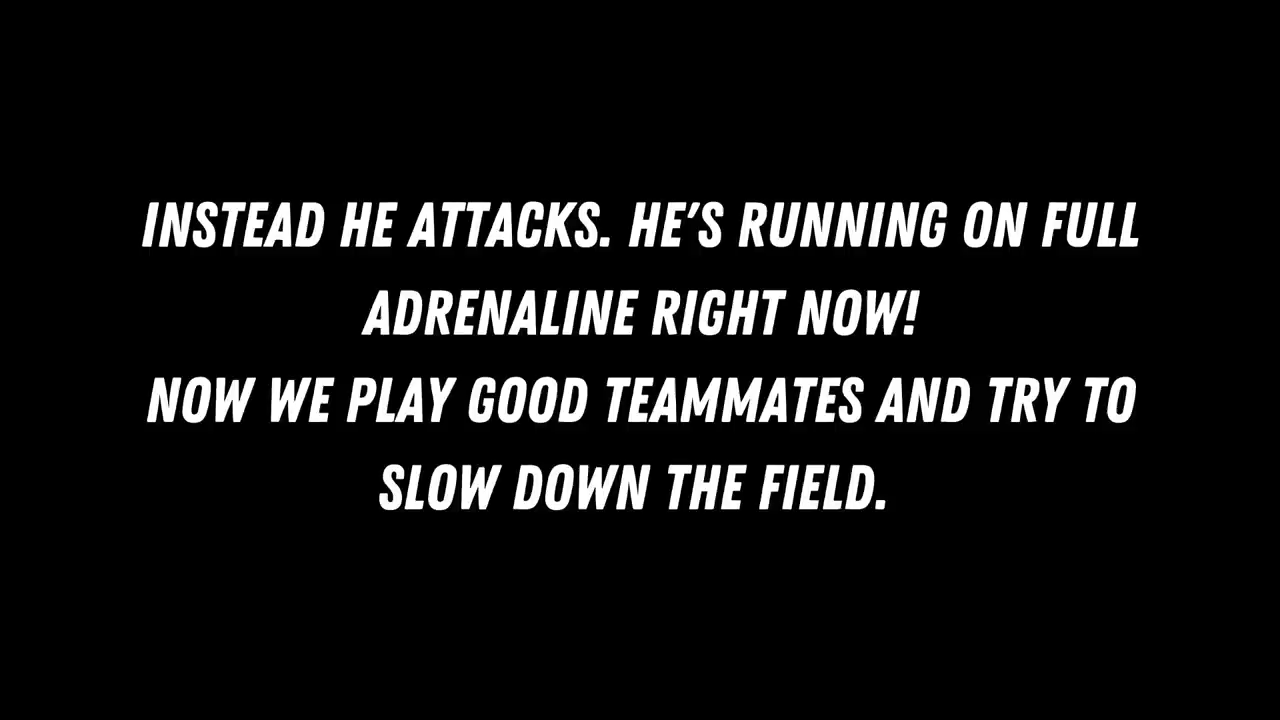 INSTEAD HE ATTACKS. HE'S RUNNING ON FULL
ADRENALINE RIGHT NOW!
NOW WE PLAY GOOD TEAMMATES AND TRY TO
SLOW DOWN THE FIELD.